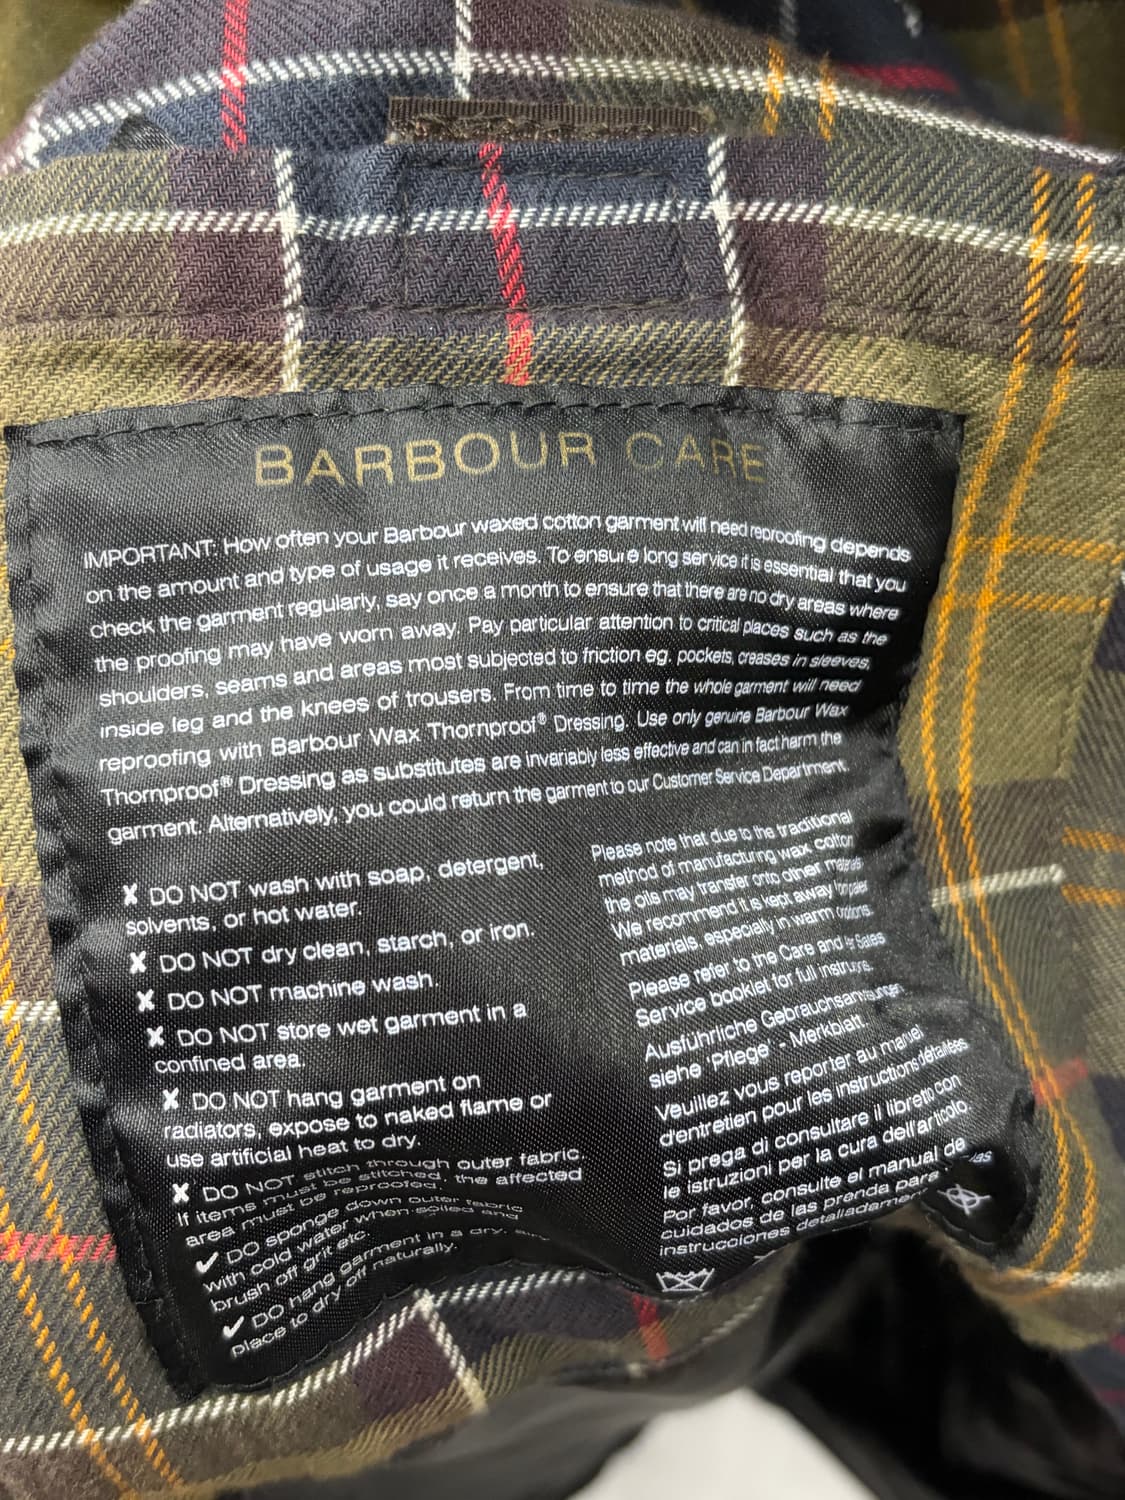 BARBOUR CARE
IMPORTANT: How often your Barbour waxed cotton garment will need reproofing depends
on the amount and type of usage it receives. To ensure long service it is essential that you
check the garment regularly, say once a month to ensure that there are no dry areas where
the proofing may have worn away. Pay particular attention to critical places such as the
shoulders, seams and areas most subjected to friction eg. pockets, creases in sleeves,
inside leg and the knees of trousers. From time to time the whole garment will need
reproofing with Barbour Wax Thornproof® Dressing. Use only genuine Barbour Wax
Thornproof® Dressing as substitutes are invariably less effective and can in fact harm the
garment. Alternatively, you could return the garment to our Customer Service Department.
✘ DO NOT wash with soap, detergent,
solvents, or hot water.
✘ DO NOT dry clean, starch, or iron.
✘ DO NOT machine wash.
✘ DO NOT store wet garment in a
confined area.
✘ DO NOT hang garment on
radiators, expose to naked flame or
use artificial heat to dry.
✘ DO NOT stitch through outer fabric.
If items must be stitched, the affected
area must be reproofed.
✔ DO sponge down outer fabric
with cold water when soiled and
brush off grit etc.
✔ DO hang garment in a dry,
place to dry off naturally.
Please note that due to the traditional
method of manufacturing wax cotton
the oils may transfer onto other
We recommend it is kept away
materials, especially in warm
Please refer to the Care and Sales
Service booklet for full
Ausführliche
siehe "Pflege" - Merkblatt.
Veuillez vous reporter au manuel
d'entretien pour les instructions détaillées.
Si prega di consultare il libretto con
le istruzioni per la cura dell'articolo.
Por favor, consulte el manual de
cuidados de las prenda para
instrucciones